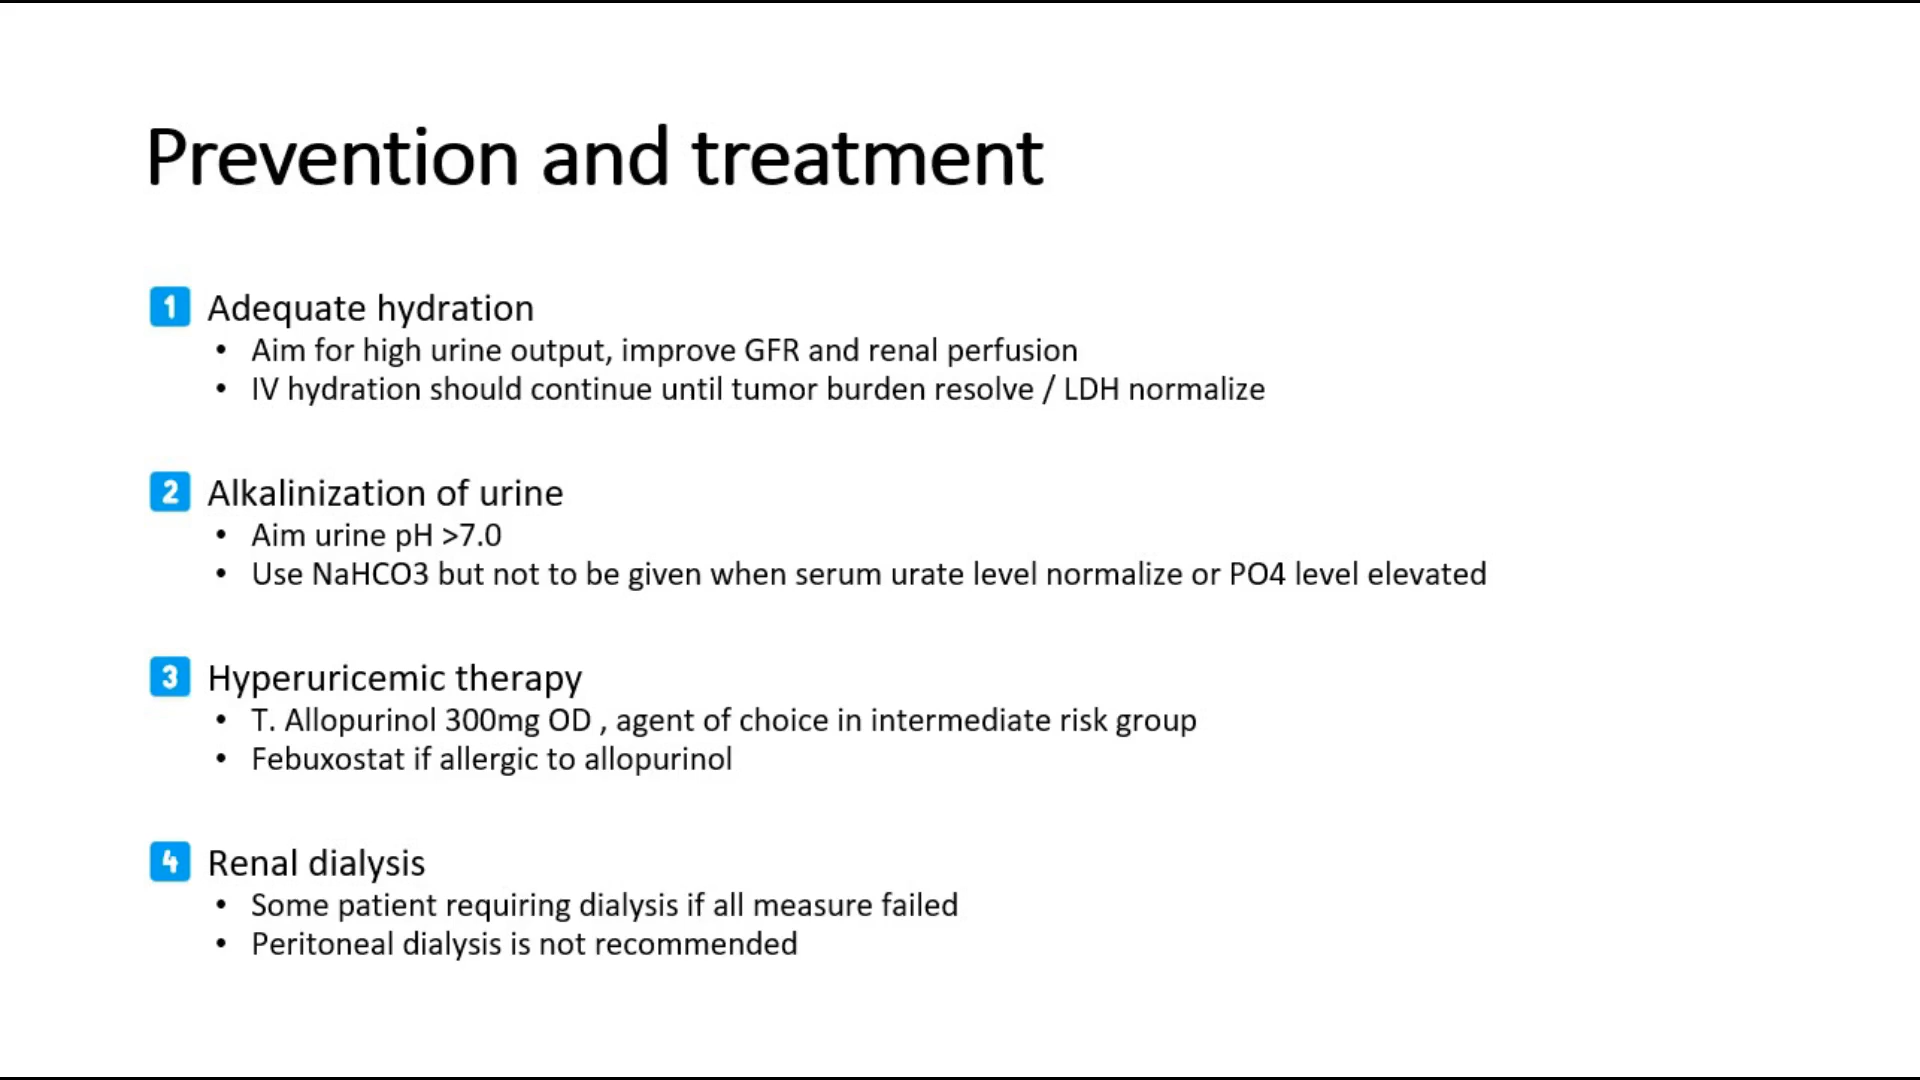 Prevention and treatment
1 Adequate hydration
• Aim for high urine output, improve GFR and renal perfusion
• IV hydration should continue until tumor burden resolve / LDH normalize
2 Alkalinization of urine
• Aim urine pH >7.0
• Use NaHCO3 but not to be given when serum urate level normalize or PO4 level elevated
3 Hyperuricemic therapy
• T. Allopurinol 300mg OD , agent of choice in intermediate risk group
• Febuxostat if allergic to allopurinol
4 Renal dialysis
• Some patient requiring dialysis if all measure failed
• Peritoneal dialysis is not recommended